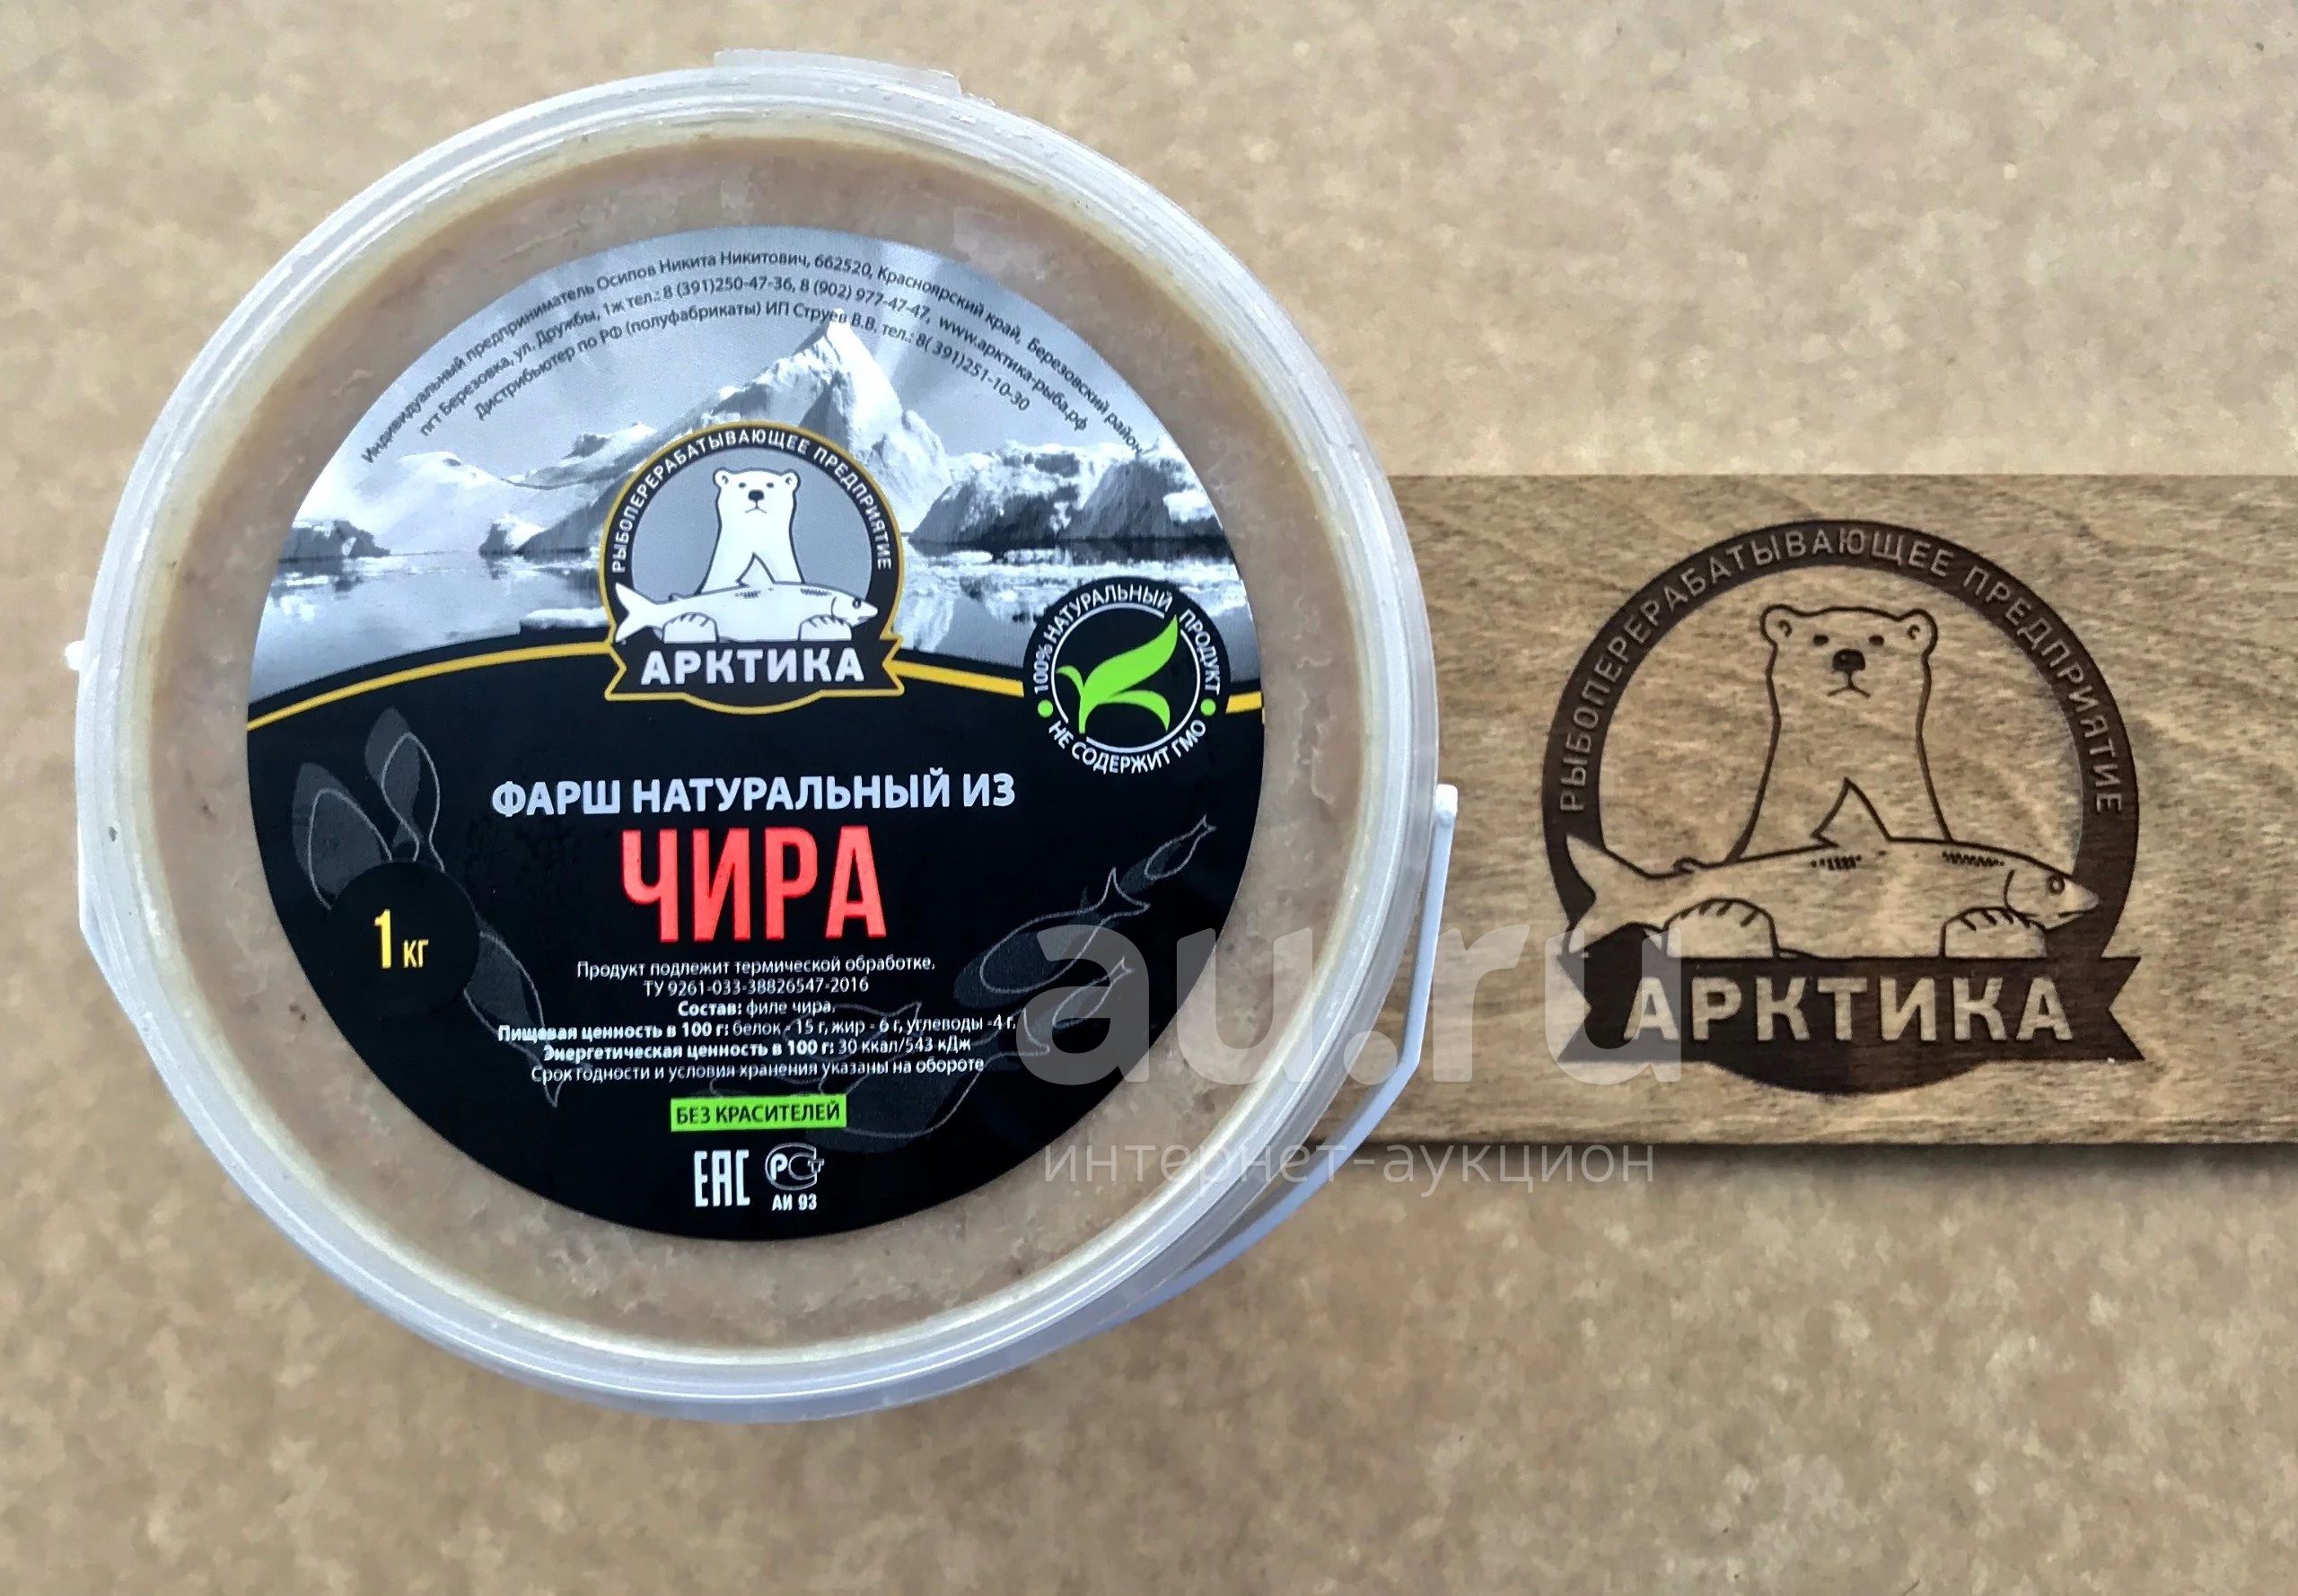 Индивидуальный предприниматель Осипов Никита Никитович, 662520, Красноярский край, Березовский район,
пгт Березовка, ул. Дружбы, 1ж тел.: 8 (391)250-47-36, 8 (902) 977-47-47, www.арктика-рыба.рф
Дистрибьютер по РФ (полуфабрикаты) ИП Струев В.В. тел.: 8( 391)251-10-30
РЫБОПЕРЕРАБАТЫВАЮЩЕЕ ПРЕДПРИЯТИЕ
АРКТИКА
100% НАТУРАЛЬНЫЙ ПРОДУКТ
НЕ СОДЕРЖИТ ГМО
ФАРШ НАТУРАЛЬНЫЙ ИЗ
ЧИРА
1 кг
Продукт подлежит термической обработке.
ТУ 9261-033-38826547-2016
Состав: филе чира.
Пищевая ценность в 100 г: белок - 15 г, жир - 6 г, углеводы -4 г.
Энергетическая ценность в 100 г: 30 ккал/543 кДж
Срок годности и условия хранения указаны на обороте
БЕЗ КРАСИТЕЛЕЙ
ЕАС
РСТ
АИ 93
РЫБОПЕРЕРАБАТЫВАЮЩЕЕ ПРЕДПРИЯТИЕ
АРКТИКА
au.ru
интернет-аукцион